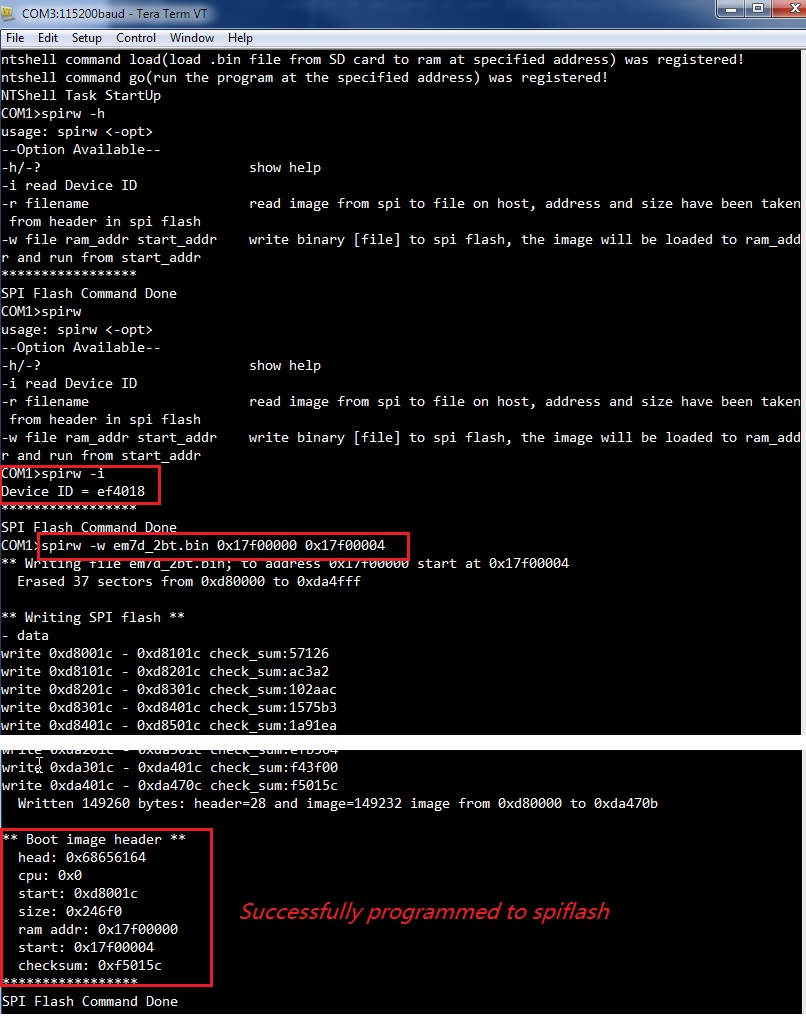 COM3:115200baud - Tera Term VT
File Edit Setup Control Window Help
ntshell command load(load .bin file from SD card to ram at specified address) was registered!
ntshell command go(run the program at the specified address) was registered!
NTShell Task StartUp
COM1>spirw -h
usage: spirw <-opt>
--Option Available--
-h/-? show help
-i read Device ID
-r filename read image from spi to file on host, address and size have been taken
from header in spi flash
-w file ram_addr start_addr write binary [file] to spi flash, the image will be loaded to ram_add
r and run from start_addr
*****************
SPI Flash Command Done
COM1>spirw
usage: spirw <-opt>
--Option Available--
-h/-? show help
-i read Device ID
-r filename read image from spi to file on host, address and size have been taken
from header in spi flash
-w file ram_addr start_addr write binary [file] to spi flash, the image will be loaded to ram_add
r and run from start_addr
COM1>spirw -i
Device ID = ef4018
*****************
SPI Flash Command Done
COM1>spirw -w em7d_2bt.bin 0x17f00000 0x17f00004
** Writing file em7d_2bt.bin; to address 0x17f00000 start at 0x17f00004
Erased 37 sectors from 0xd80000 to 0xda4fff
** Writing SPI flash **
- data
write 0xd8001c - 0xd8101c check_sum:57126
write 0xd8101c - 0xd8201c check_sum:ac3a2
write 0xd8201c - 0xd8301c check_sum:102aac
write 0xd8301c - 0xd8401c check_sum:1575b3
write 0xd8401c - 0xd8501c check_sum:1a91ea
write 0xda201c - 0xda301c check_sum:efb504
write 0xda301c - 0xda401c check_sum:f43f00
write 0xda401c - 0xda470c check_sum:f5015c
Written 149260 bytes: header=28 and image=149232 image from 0xd80000 to 0xda470b
** Boot image header **
head: 0x68656164
cpu: 0x0
start: 0xd8001c
size: 0x246f0
ram addr: 0x17f00000
start: 0x17f00004
checksum: 0xf5015c
*****************
SPI Flash Command Done
Successfully programmed to spiflash